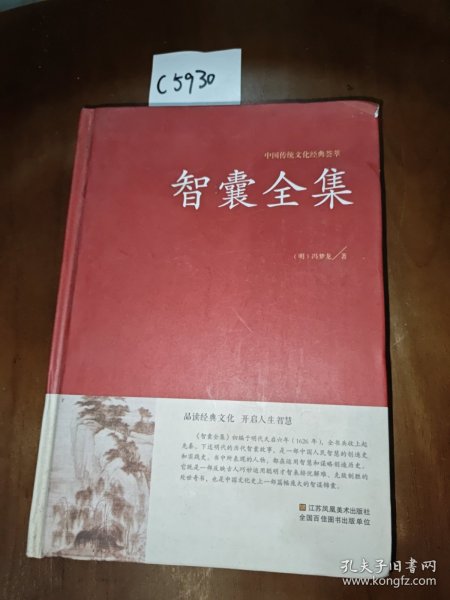 C5930
中国传统文化经典荟萃
智囊全集
（明）冯梦龙／著
品读经典文化 开启人生智慧
《智囊全集》初编于明代天启六年（1626年），全书共收上起
先秦、下迄明代的历代智囊故事，是一部中国人民智慧的创造史
和实践史。书中所表现的人物，都在运用智慧和谋略创造历史。
它既是一部反映古人巧妙运用聪明才智来排忧解难、克敌制胜的
处世奇书，也是中国文化史上一部篇幅庞大的智谋锦囊。
江苏凤凰美术出版社
全国百佳图书出版单位
孔夫子旧书网
https://book.kongfz.com